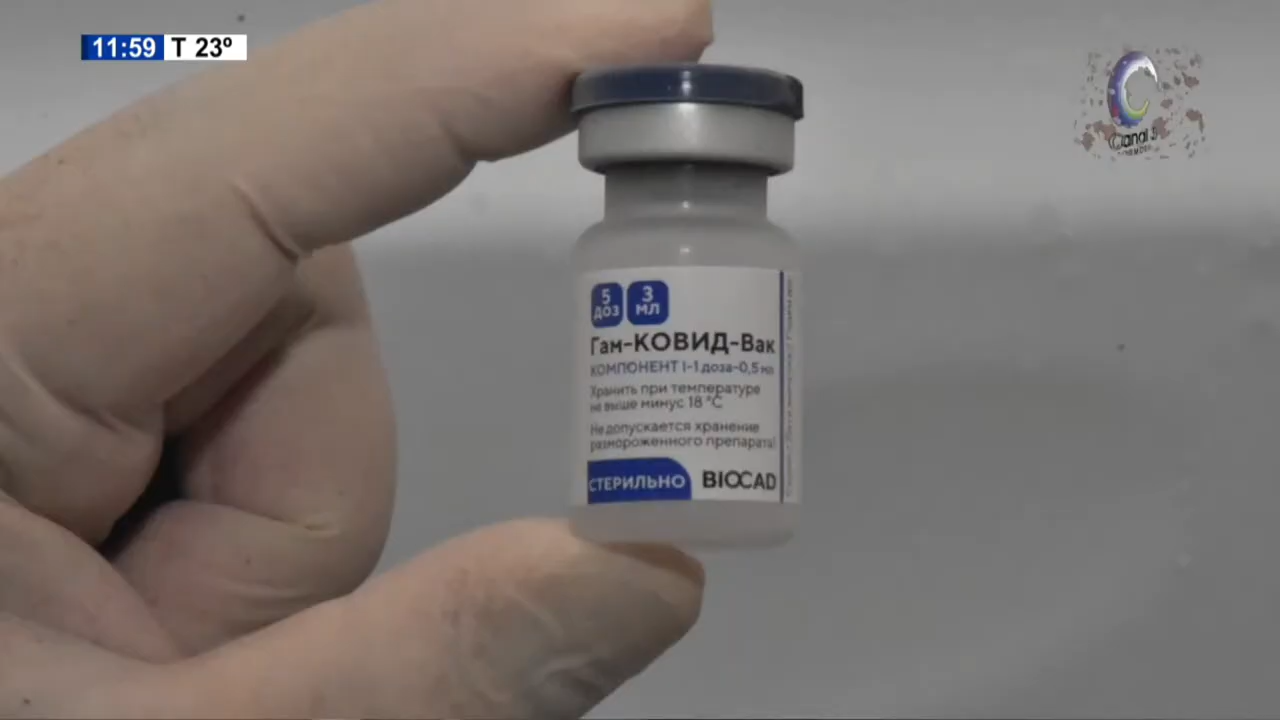 11:59 T 23º
Canal 3
5
ДОЗ
3
МЛ
Гам-КОВИД-Вак
КОМПОНЕНТ I-1 доза-0,5 мл
Хранить при температуре
не выше минус 18 °С
Не допускается хранение
размороженного препарата!
СТЕРИЛЬНО BIOCAD